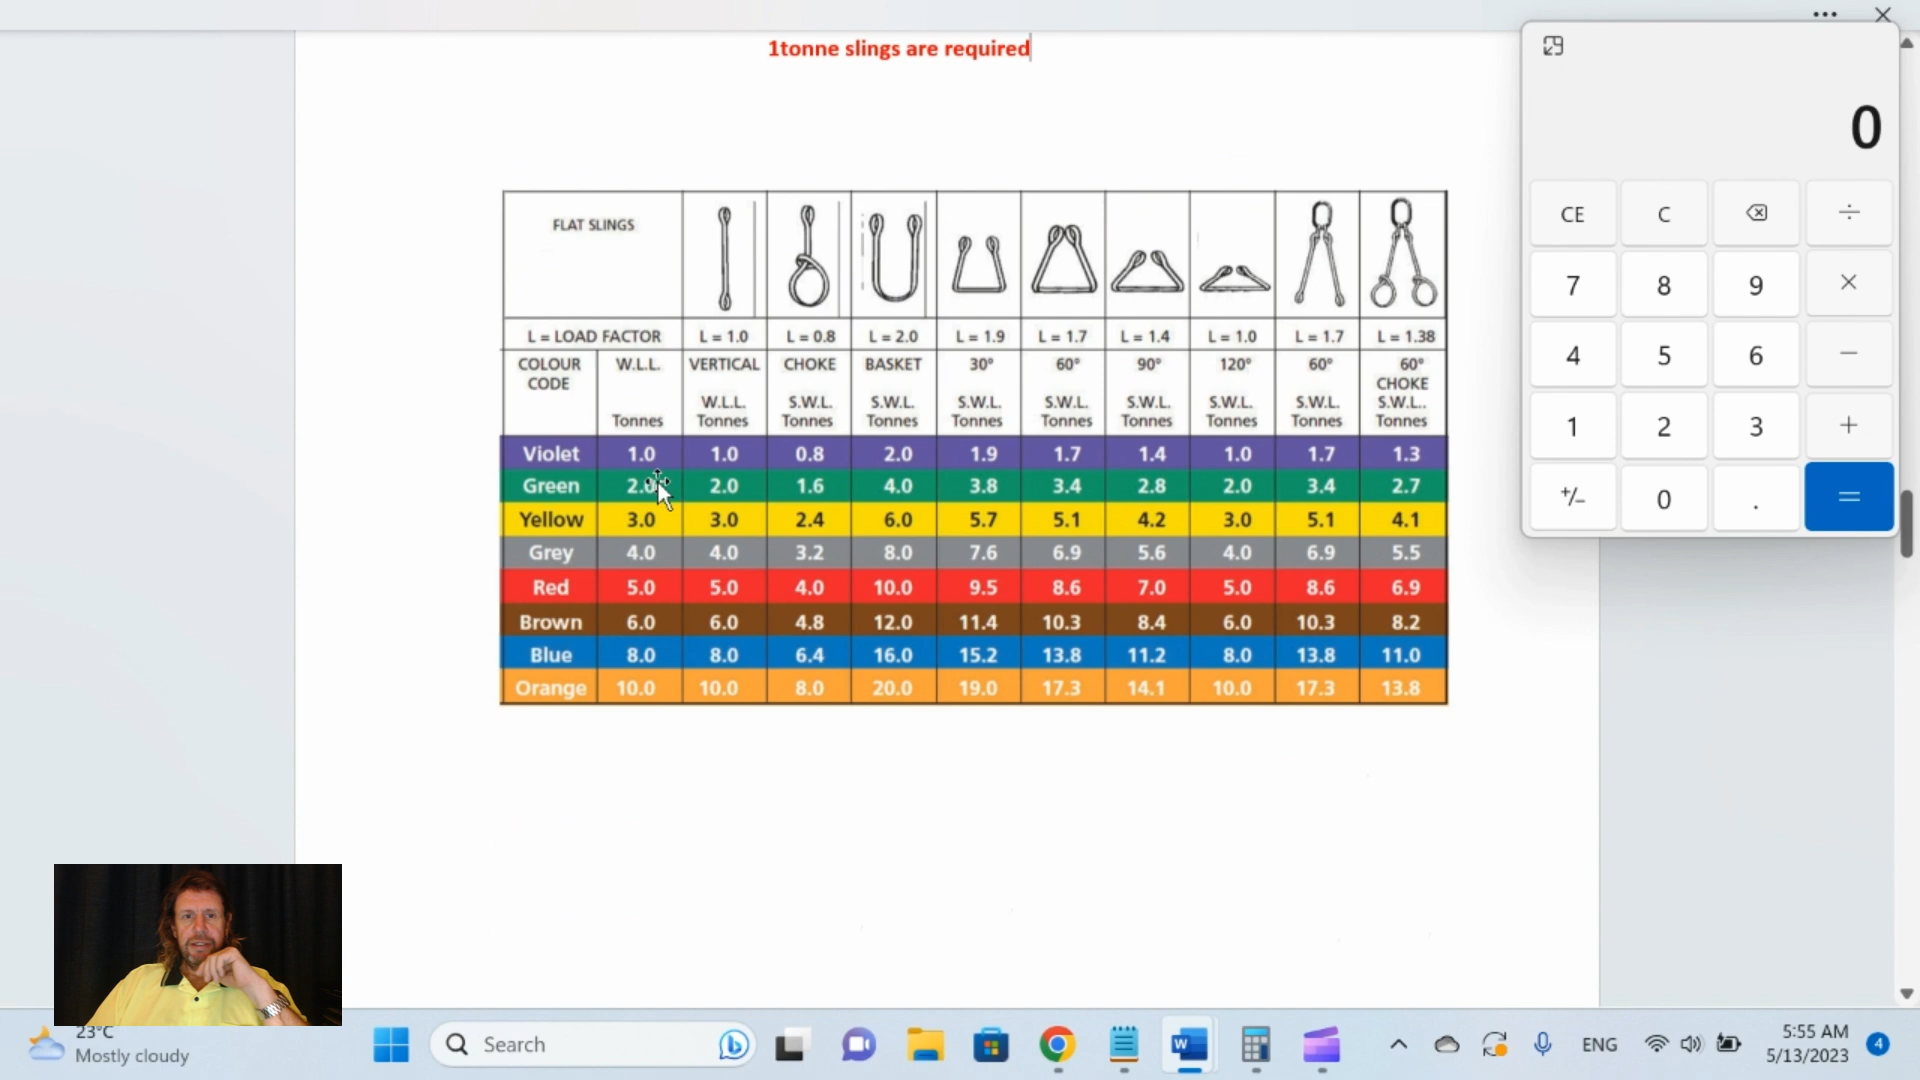 1tonne slings are required
0
CE C ÷
7 8 9 ×
4 5 6 −
1 2 3 +
+/− 0 . =
FLAT SLINGS
L = LOAD FACTOR L = 1.0 L = 0.8 L = 2.0 L = 1.9 L = 1.7 L = 1.4 L = 1.0 L = 1.7 L = 1.38
COLOUR W.L.L. VERTICAL CHOKE BASKET 30° 60° 90° 120° 60° 60°
CODE CHOKE
W.L.L. S.W.L. S.W.L. S.W.L. S.W.L. S.W.L. S.W.L. S.W.L. S.W.L..
Tonnes Tonnes Tonnes Tonnes Tonnes Tonnes Tonnes Tonnes Tonnes Tonnes
Violet 1.0 1.0 0.8 2.0 1.9 1.7 1.4 1.0 1.7 1.3
Green 2.0 2.0 1.6 4.0 3.8 3.4 2.8 2.0 3.4 2.7
Yellow 3.0 3.0 2.4 6.0 5.7 5.1 4.2 3.0 5.1 4.1
Grey 4.0 4.0 3.2 8.0 7.6 6.9 5.6 4.0 6.9 5.5
Red 5.0 5.0 4.0 10.0 9.5 8.6 7.0 5.0 8.6 6.9
Brown 6.0 6.0 4.8 12.0 11.4 10.3 8.4 6.0 10.3 8.2
Blue 8.0 8.0 6.4 16.0 15.2 13.8 11.2 8.0 13.8 11.0
Orange 10.0 10.0 8.0 20.0 19.0 17.3 14.1 10.0 17.3 13.8
23°C
Mostly cloudy
Search
ENG
5:55 AM
5/13/2023
4